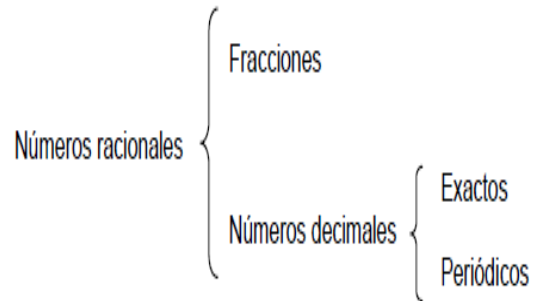 Fracciones
Números racionales
Exactos
Números decimales
Periódicos